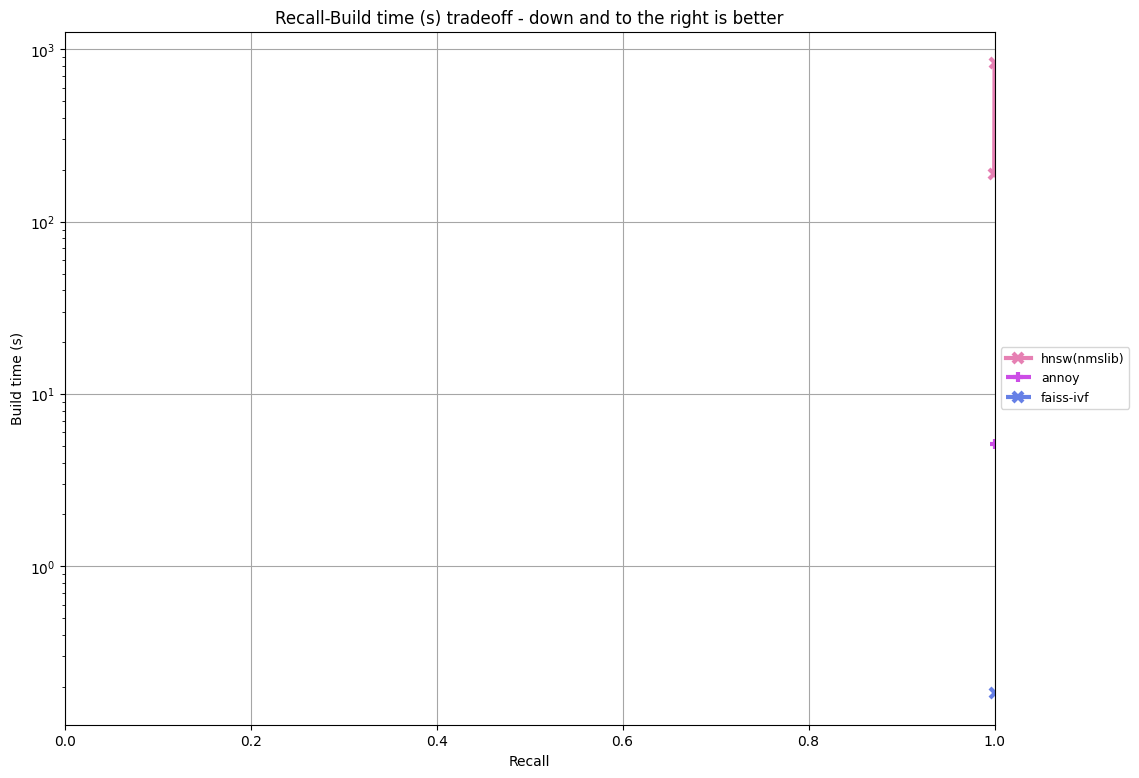 Recall-Build time (s) tradeoff - down and to the right is better
10³
10²
10¹
10⁰
Build time (s)
0.0 0.2 0.4 0.6 0.8 1.0
Recall
hnsw(nmslib)
annoy
faiss-ivf